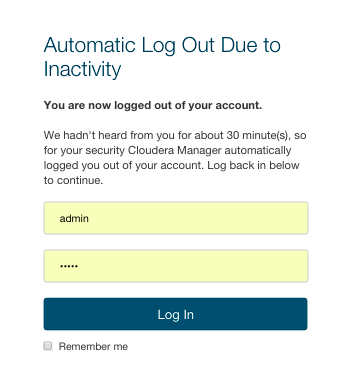 Automatic Log Out Due to
Inactivity
You are now logged out of your account.
We hadn't heard from you for about 30 minute(s), so
for your security Cloudera Manager automatically
logged you out of your account. Log back in below
to continue.
admin
•••••
Log In
Remember me